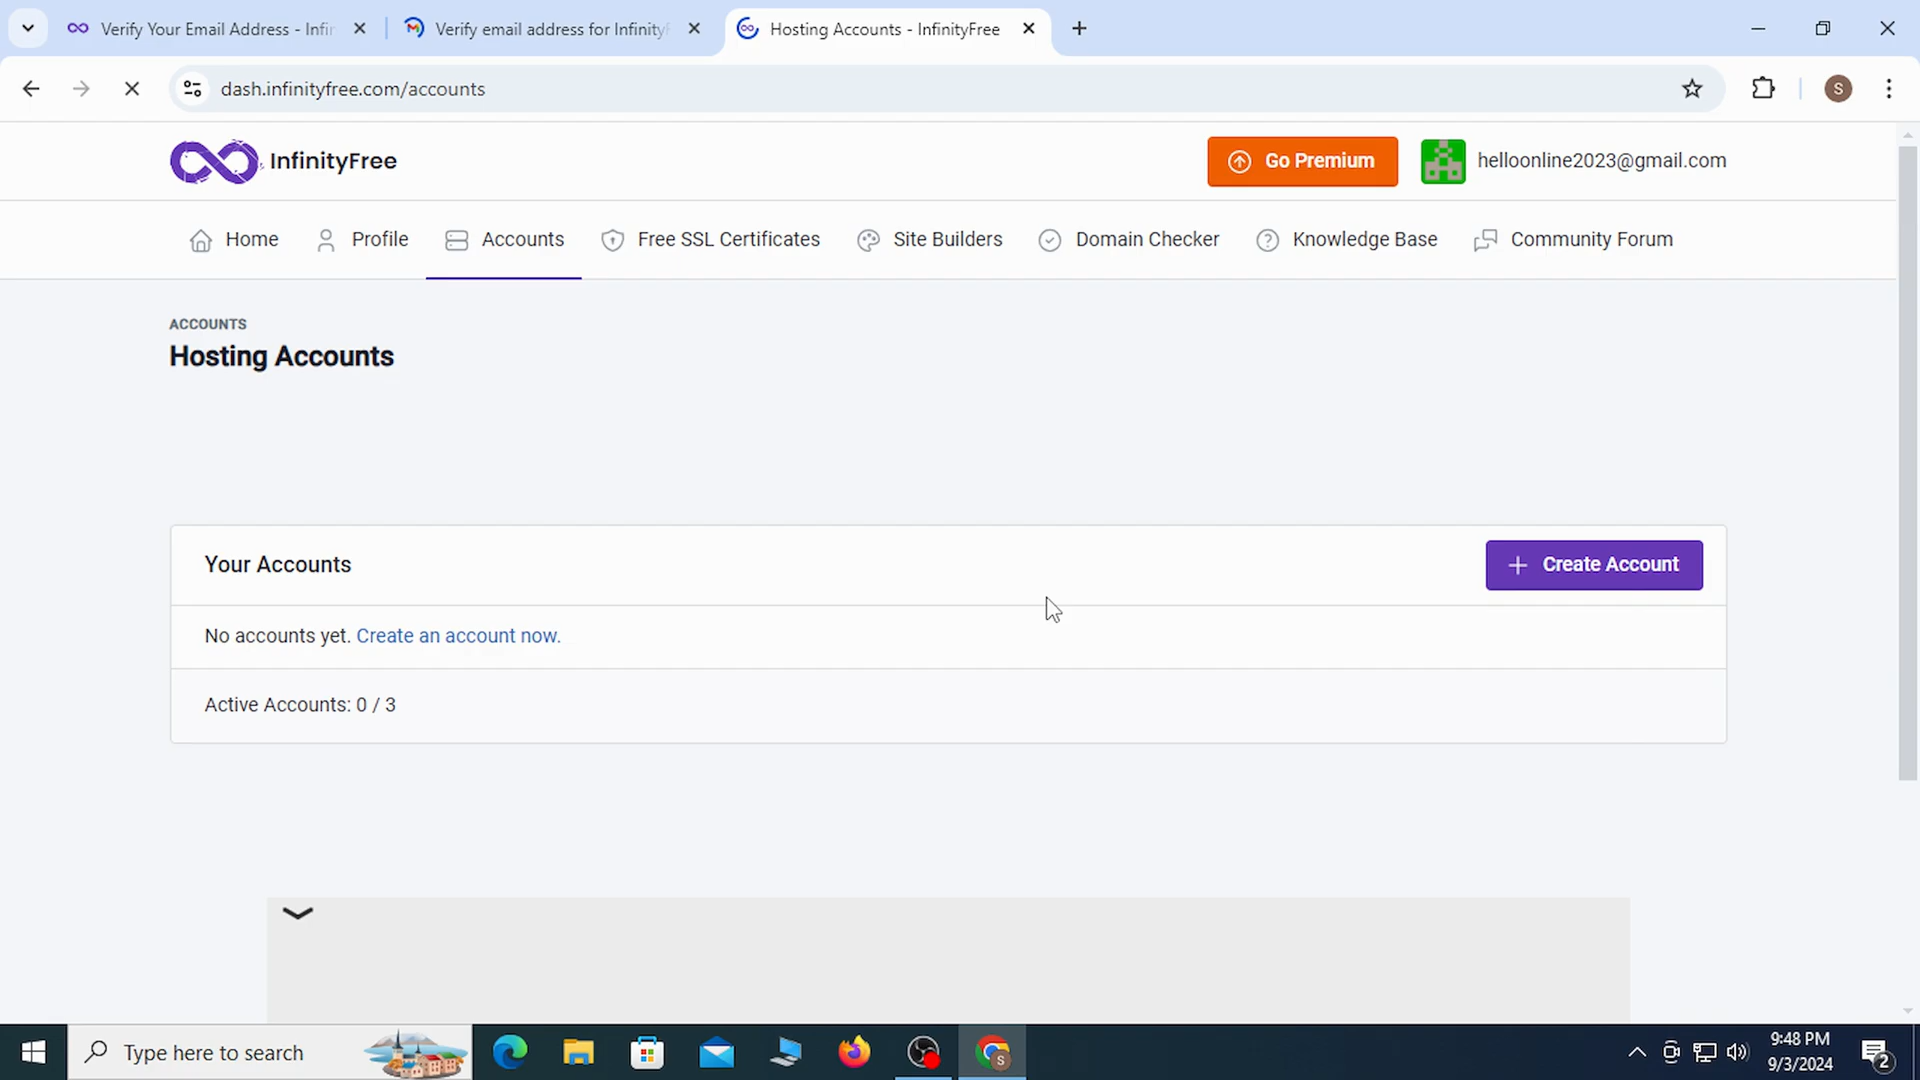 Verify Your Email Address - Infin
Verify email address for InfinityF
Hosting Accounts - InfinityFree
dash.infinityfree.com/accounts
S
InfinityFree
Go Premium
helloonline2023@gmail.com
Home
Profile
Accounts
Free SSL Certificates
Site Builders
Domain Checker
Knowledge Base
Community Forum
ACCOUNTS
Hosting Accounts
Your Accounts
Create Account
No accounts yet. Create an account now.
Active Accounts: 0 / 3
Type here to search
S
9:48 PM
9/3/2024
2